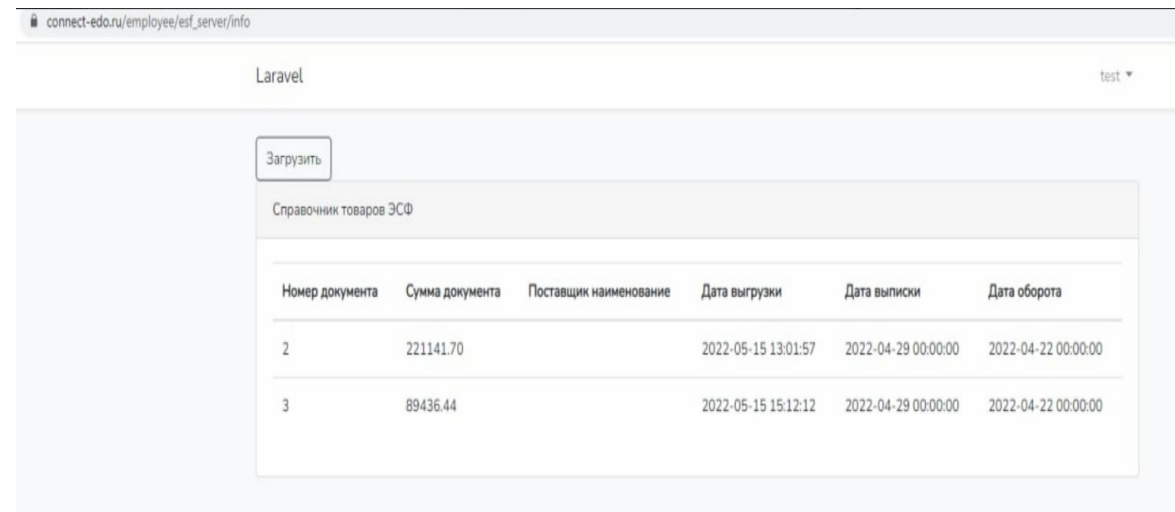 connect-edo.ru/employee/esf_server/info
Laravel test
Загрузить
Справочник товаров ЭСФ
Номер документа Сумма документа Поставщик наименование Дата выгрузки Дата выписки Дата оборота
2 221141.70 2022-05-15 13:01:57 2022-04-29 00:00:00 2022-04-22 00:00:00
3 89436.44 2022-05-15 15:12:12 2022-04-29 00:00:00 2022-04-22 00:00:00